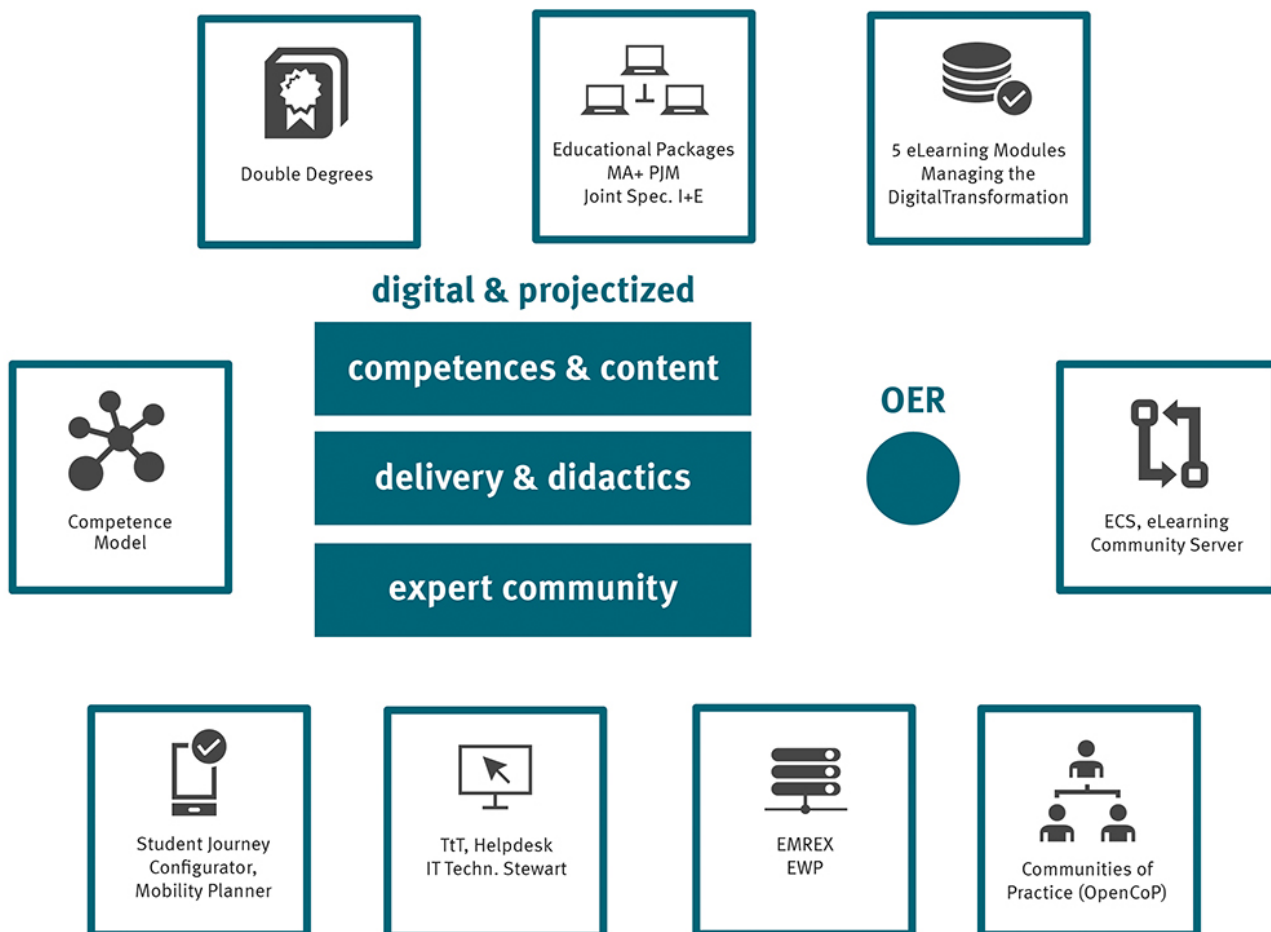 Double Degrees
Educational Packages
MA+ PJM
Joint Spec. I+E
5 eLearning Modules
Managing the
DigitalTransformation
digital & projectized
competences & content
delivery & didactics
expert community
OER
Competence
Model
ECS, eLearning
Community Server
Student Journey
Configurator,
Mobility Planner
TtT, Helpdesk
IT Techn. Stewart
EMREX
EWP
Communities of
Practice (OpenCoP)